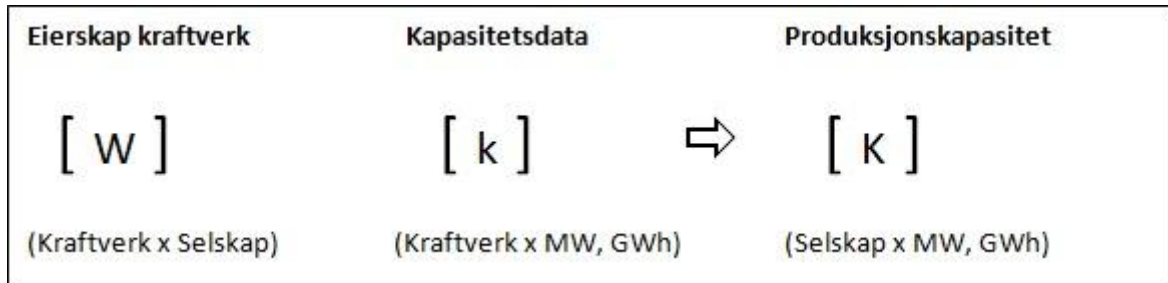 Eierskap kraftverk Kapasitetsdata Produksjonskapasitet
[ W ] [ k ] ⇨ [ K ]
(Kraftverk x Selskap) (Kraftverk x MW, GWh) (Selskap x MW, GWh)